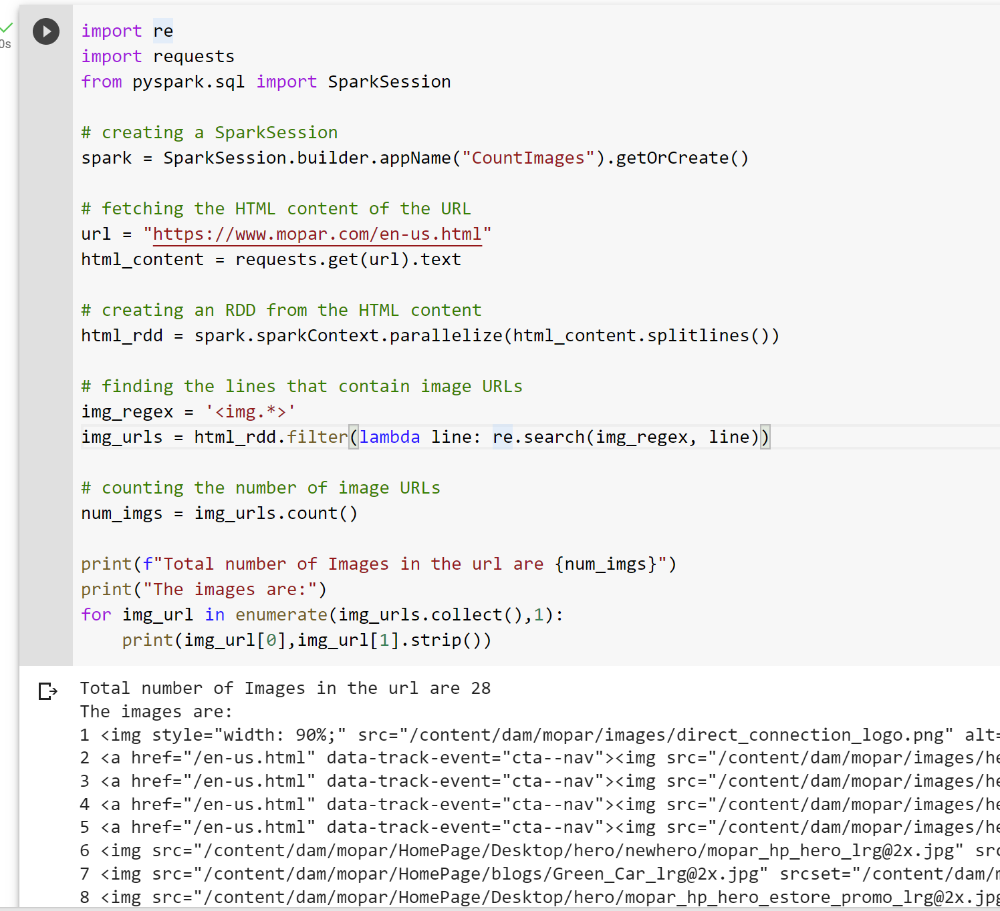 0s
import re
import requests
from pyspark.sql import SparkSession
# creating a SparkSession
spark = SparkSession.builder.appName("CountImages").getOrCreate()
# fetching the HTML content of the URL
url = "https://www.mopar.com/en-us.html"
html_content = requests.get(url).text
# creating an RDD from the HTML content
html_rdd = spark.sparkContext.parallelize(html_content.splitlines())
# finding the lines that contain image URLs
img_regex = '<img.*>'
img_urls = html_rdd.filter(lambda line: re.search(img_regex, line))
# counting the number of image URLs
num_imgs = img_urls.count()
print(f"Total number of Images in the url are {num_imgs}")
print("The images are:")
for img_url in enumerate(img_urls.collect(),1):
    print(img_url[0],img_url[1].strip())
Total number of Images in the url are 28
The images are:
1 <img style="width: 90%;" src="/content/dam/mopar/images/direct_connection_logo.png" alt=
2 <a href="/en-us.html" data-track-event="cta--nav"><img src="/content/dam/mopar/images/he
3 <a href="/en-us.html" data-track-event="cta--nav"><img src="/content/dam/mopar/images/he
4 <a href="/en-us.html" data-track-event="cta--nav"><img src="/content/dam/mopar/images/he
5 <a href="/en-us.html" data-track-event="cta--nav"><img src="/content/dam/mopar/images/he
6 <img src="/content/dam/mopar/HomePage/Desktop/hero/newhero/mopar_hp_hero_lrg@2x.jpg" src
7 <img src="/content/dam/mopar/HomePage/blogs/Green_Car_lrg@2x.jpg" srcset="/content/dam/m
8 <img src="/content/dam/mopar/HomePage/Desktop/hero/mopar_hp_hero_estore_promo_lrg@2x.jpg